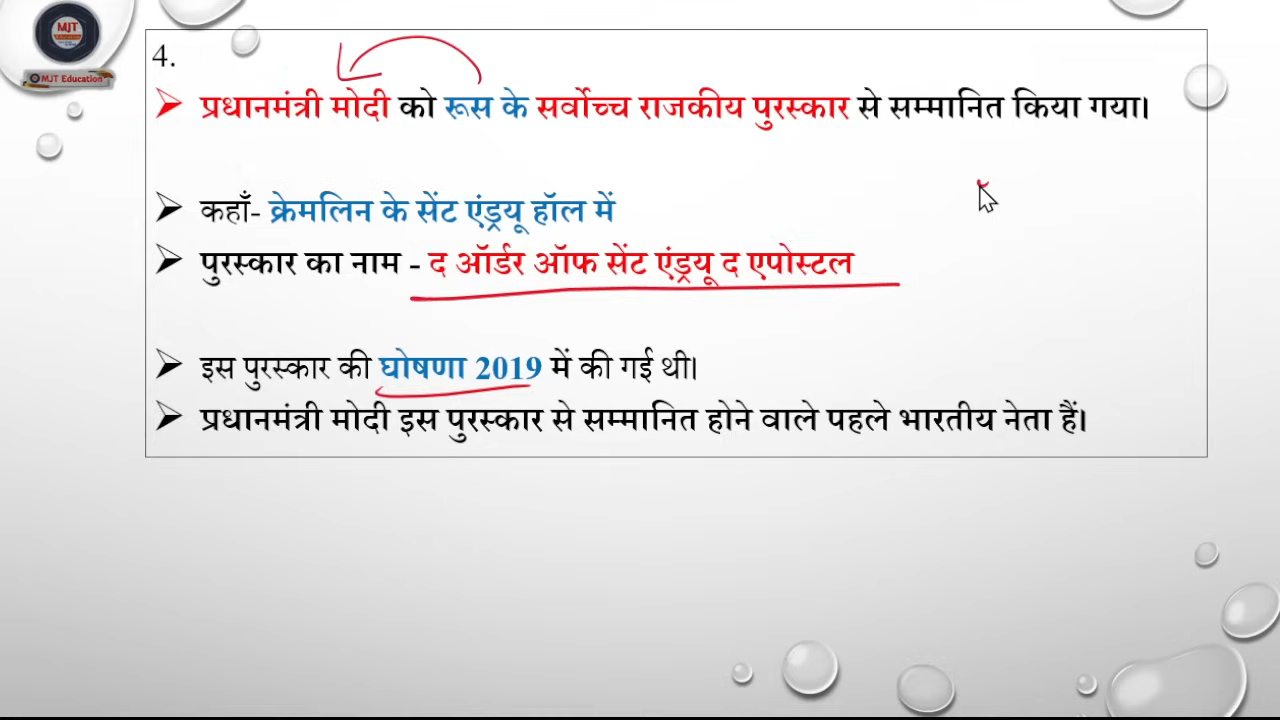 MJT
MJT Education
4.
प्रधानमंत्री मोदी को रूस के सर्वोच्च राजकीय पुरस्कार से सम्मानित किया गया।
कहाँ- क्रेमलिन के सेंट एंड्रयू हॉल में
पुरस्कार का नाम - द ऑर्डर ऑफ सेंट एंड्रयू द एपोस्टल
इस पुरस्कार की घोषणा 2019 में की गई थी।
प्रधानमंत्री मोदी इस पुरस्कार से सम्मानित होने वाले पहले भारतीय नेता हैं।